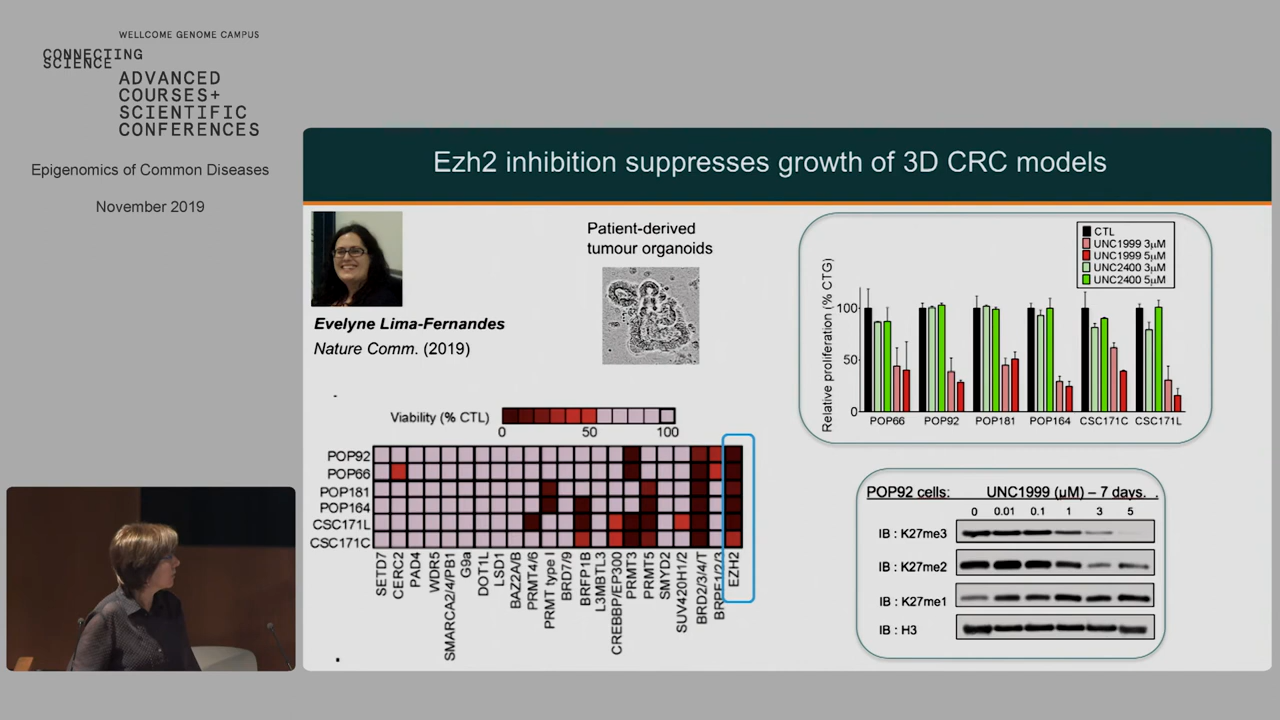 WELLCOME GENOME CAMPUS
CONNECTING
SCIENCE
ADVANCED
COURSES+
SCIENTIFIC
CONFERENCES
Epigenomics of Common Diseases
November 2019
Ezh2 inhibition suppresses growth of 3D CRC models
Evelyne Lima-Fernandes
Nature Comm. (2019)
Patient-derived
tumour organoids
Viability (% CTL)
0
50
100
POP92
POP66
POP181
POP164
CSC171L
CSC171C
SETD7
CERC2
PAD4
WDR5
SMARCA2/4/PB1
G9a
DOT1L
LSD1
BAZ2A/B
PRMT4/6
PRMT type I
BRD7/9
BRFP1B
L3MBTL3
CREBBP/EP300
PRMT3
PRMT5
SMYD2
SUV420H1/2
BRD2/3/4/T
BRPF1/2/3
EZH2
CTL
UNC1999 3µM
UNC1999 5µM
UNC2400 3µM
UNC2400 5µM
Relative proliferation (% CTG)
100
50
0
POP66 POP92 POP181 POP164 CSC171C CSC171L
POP92 cells: UNC1999 (µM) – 7 days.
0 0.01 0.1 1 3 5
IB : K27me3
IB : K27me2
IB : K27me1
IB : H3